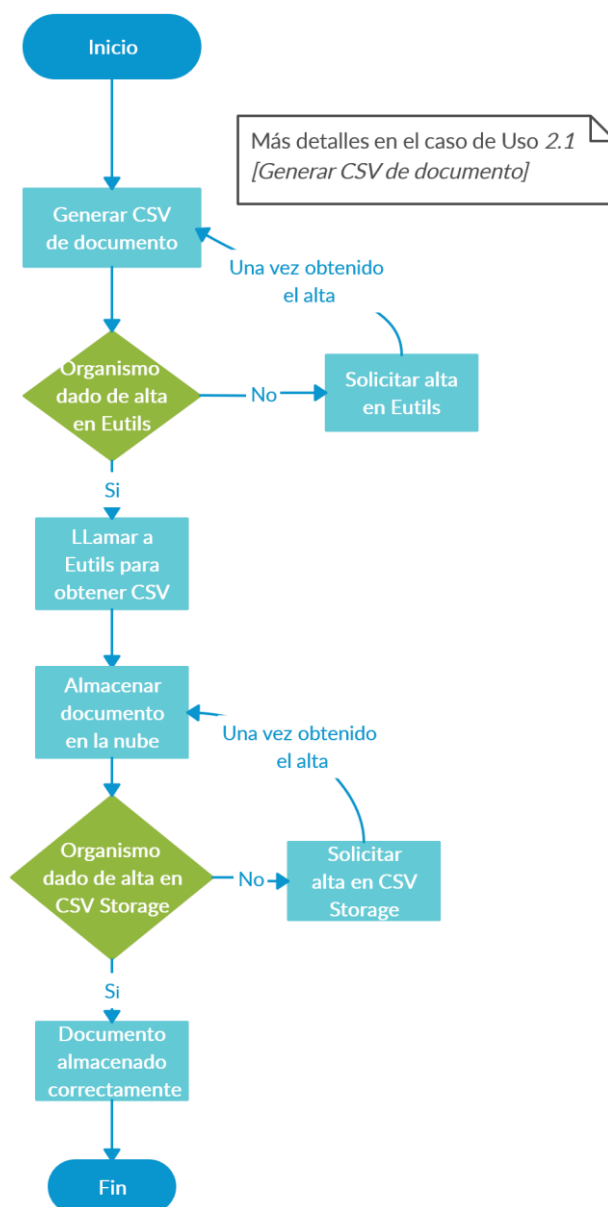 Inicio
Más detalles en el caso de Uso 2.1
[Generar CSV de documento]
Generar CSV
de documento
Una vez obtenido
el alta
Organismo
dado de alta
en Eutils
No
Solicitar alta
en Eutils
Si
LLamar a
Eutils para
obtener CSV
Almacenar
documento
en la nube
Una vez obtenido
el alta
Organismo
dado de alta en
CSV Storage
No
Solicitar
alta en CSV
Storage
Si
Documento
almacenado
correctamente
Fin